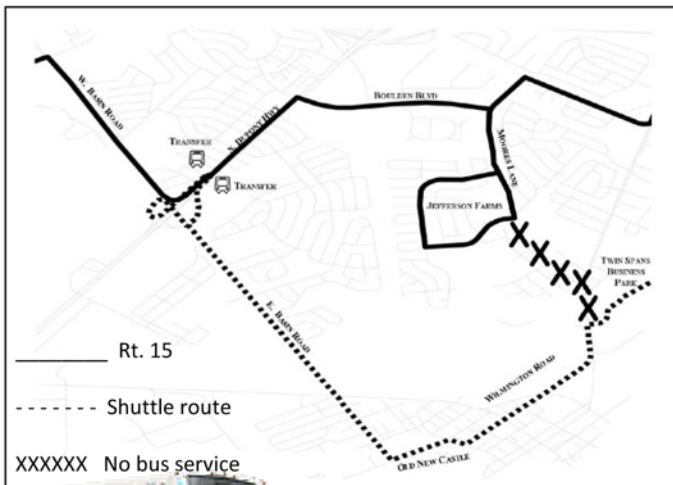 W. BASIN ROAD
BOULDEN BLVD
N. DUPONT HWY
TRANSFER
TRANSFER
MOORES LANE
JEFFERSON FARMS
TWIN SPANS
BUSINESS
PARK
E. BASIN ROAD
WILMINGTON ROAD
OLD NEW CASTLE
________ Rt. 15
- - - - - - - Shuttle route
XXXXXX No bus service